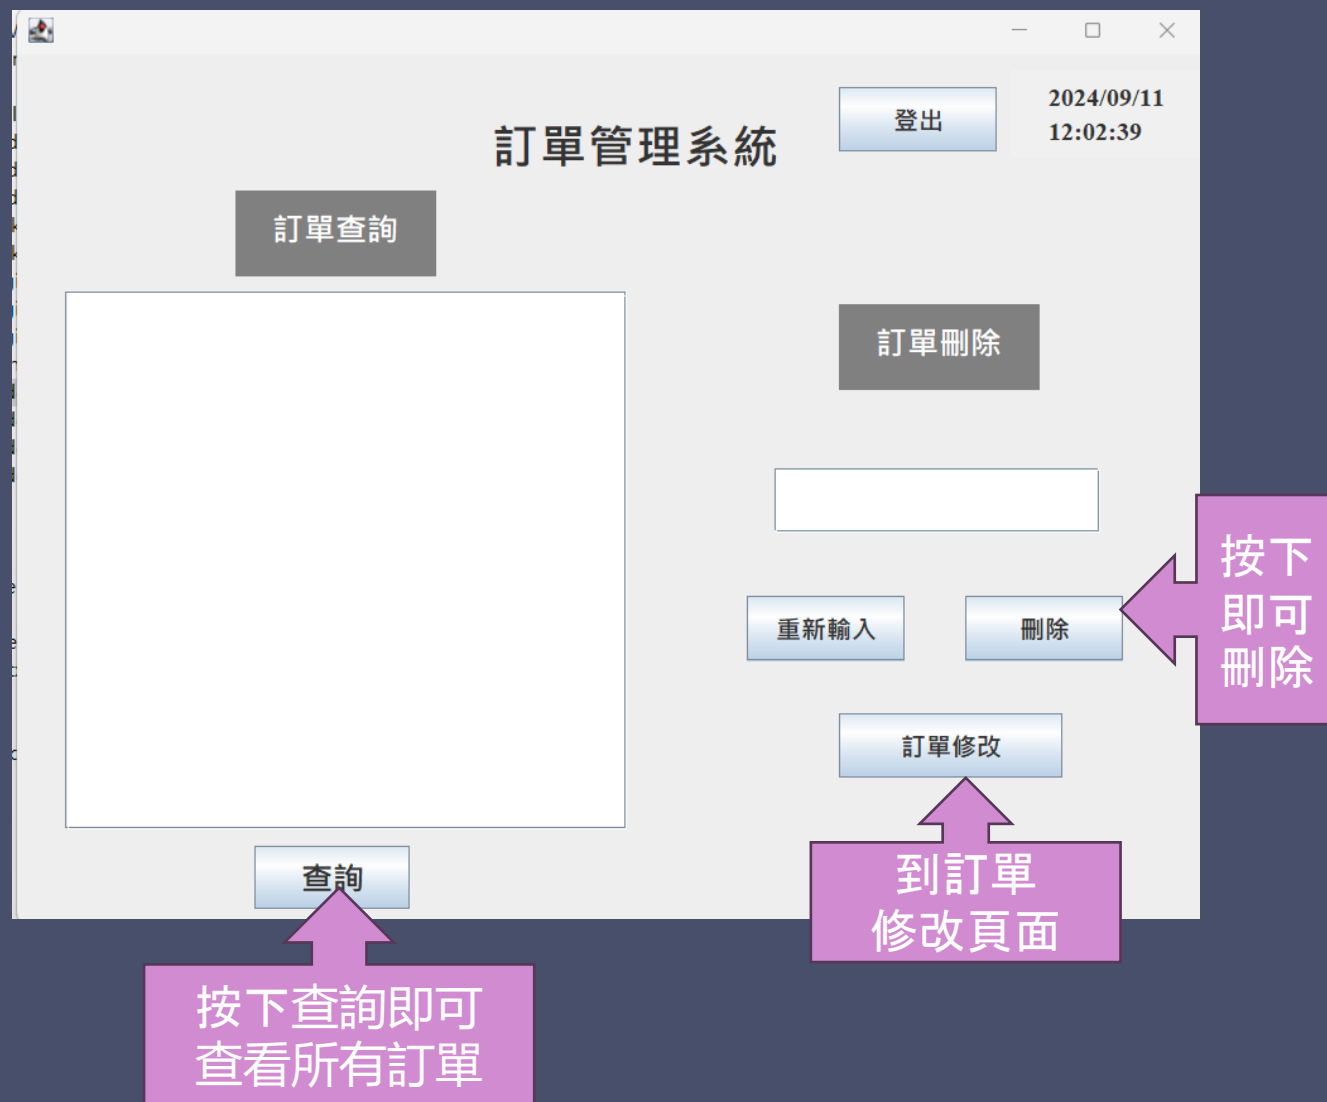 登出
2024/09/11
12:02:39
訂單管理系統
訂單查詢
訂單刪除
重新輸入
刪除
按下
即可
刪除
訂單修改
到訂單
修改頁面
查詢
按下查詢即可
查看所有訂單